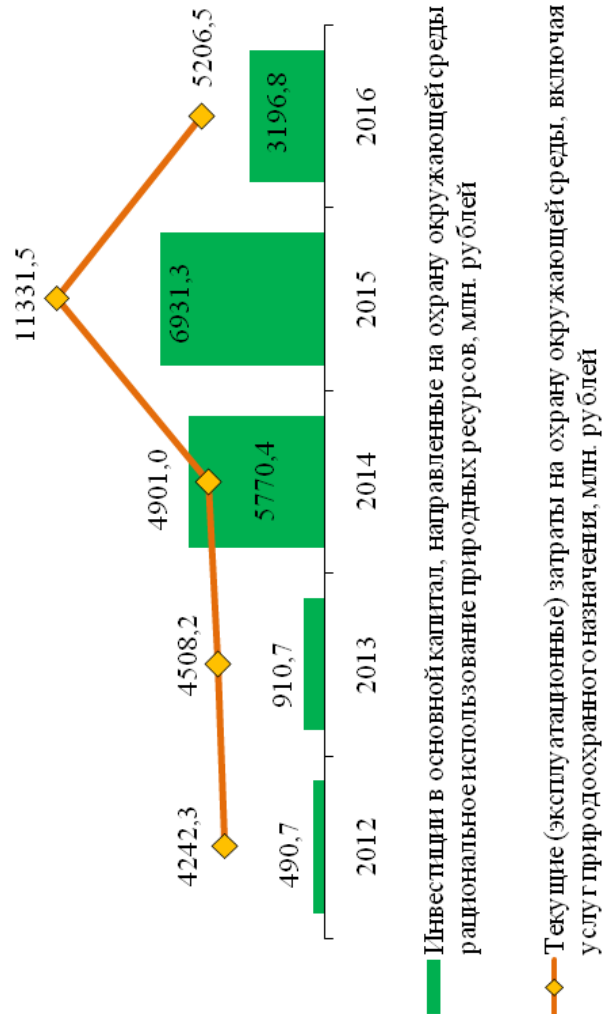 11331,5
5206,5
4901,0
4508,2
4242,3
6931,3
5770,4
3196,8
910,7
490,7
2012 2013 2014 2015 2016
Инвестиции в основной капитал, направленные на охрану окружающей среды
рациональное использование природных ресурсов, млн. рублей
Текущие (эксплуатационные) затраты на охрану окружающей среды, включая
услуг природоохранного назначения, млн. рублей